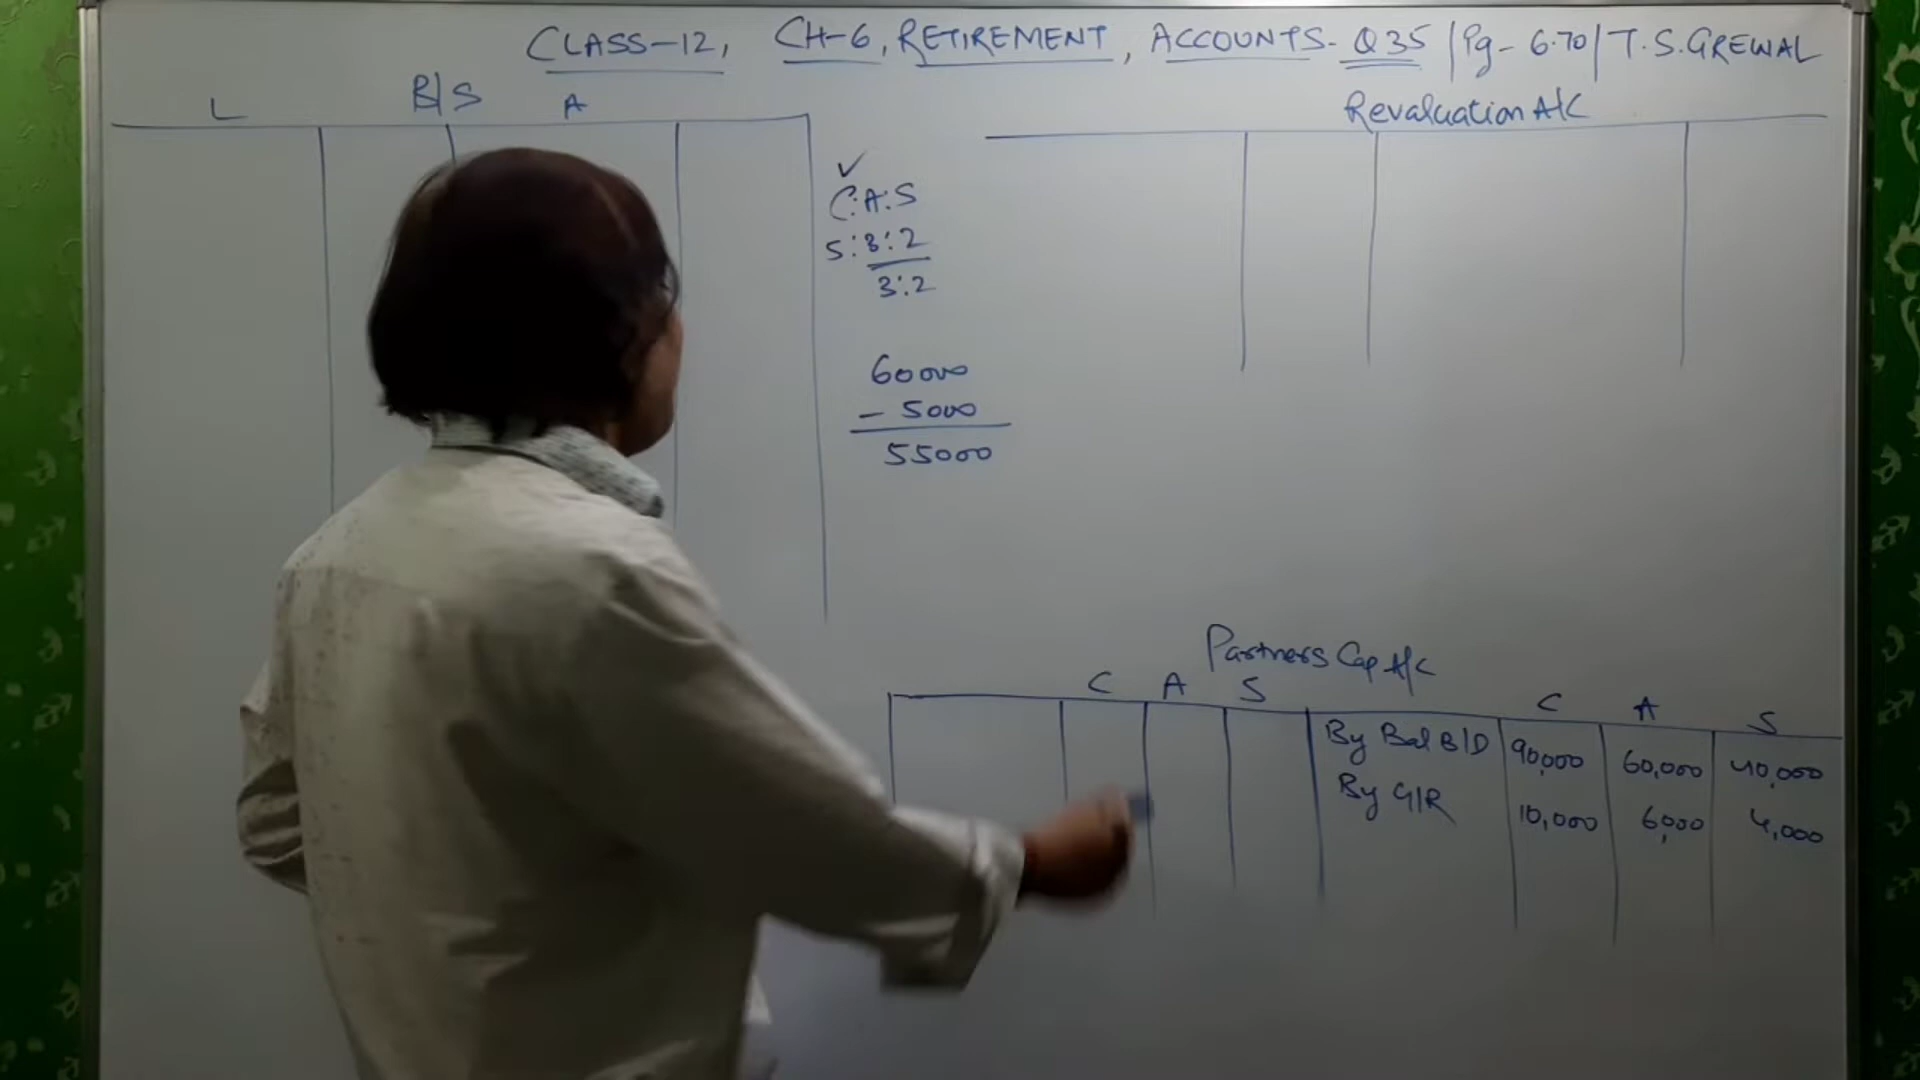 CLASS-12, CH-6, RETIREMENT, ACCOUNTS- Q35 | Pg- 6.70 | T.S.GREWAL
L B/S A
C:A:S
5:3:2
3:2
60000
- 5000
55000
Revaluation A/C
Partners Cap A/C
C A S C A S
By Bal B/D 90,000 60,000 40,000
By G/R 10,000 6,000 4,000